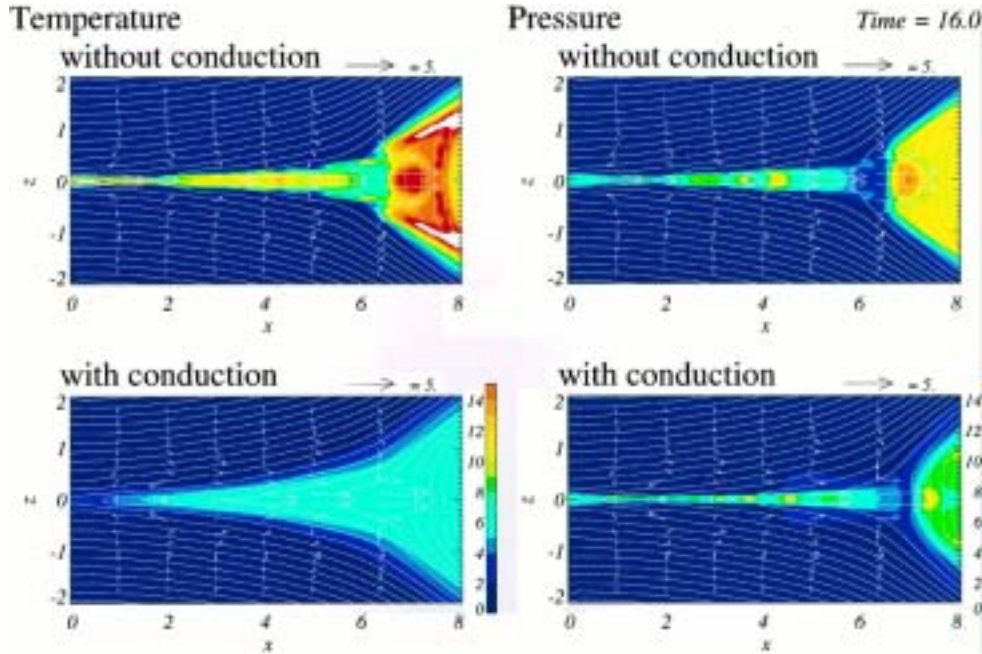 Temperature
Pressure
Time = 16.0
without conduction
= 5.
without conduction
= 5.
2
1
0
-1
-2
z
0 2 4 6 8
x
2
1
0
-1
-2
z
0 2 4 6 8
x
with conduction
= 5.
with conduction
= 5.
2
1
0
-1
-2
z
0 2 4 6 8
x
14
12
10
8
6
4
2
0
2
1
0
-1
-2
z
0 2 4 6 8
x
14
12
10
8
6
4
2
0